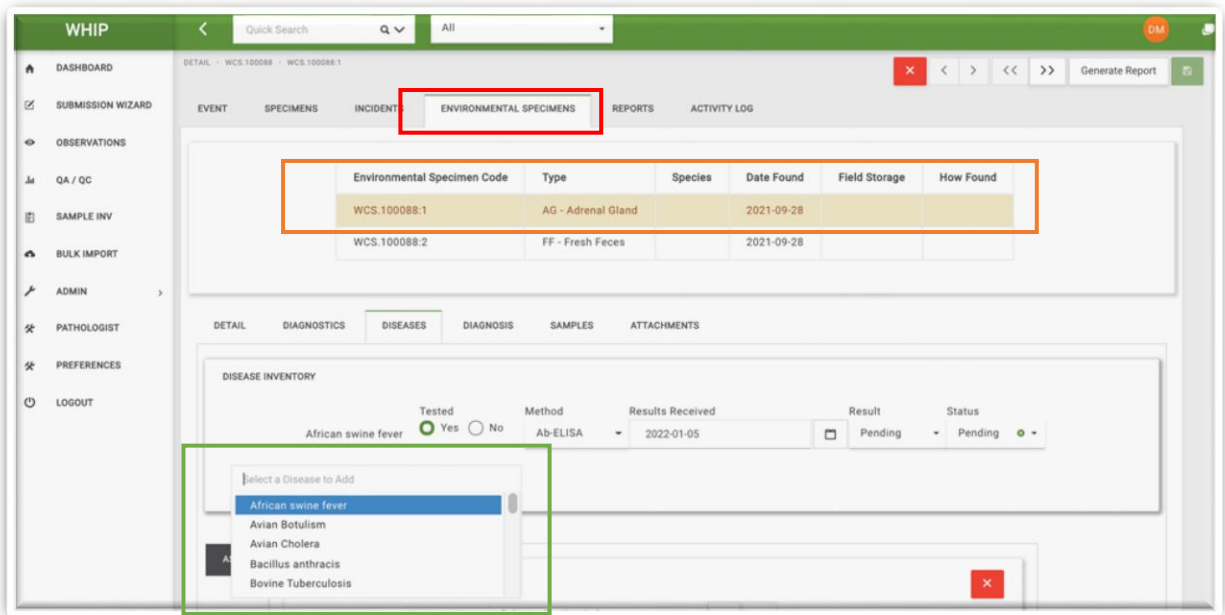 WHIP
Quick Search
All
DM
DASHBOARD
SUBMISSION WIZARD
OBSERVATIONS
QA / QC
SAMPLE INV
BULK IMPORT
ADMIN
PATHOLOGIST
PREFERENCES
LOGOUT
DETAIL - WCS.100088 - WCS.100088:1
< > << >> Generate Report
EVENT SPECIMENS INCIDENTS ENVIRONMENTAL SPECIMENS REPORTS ACTIVITY LOG
Environmental Specimen Code Type Species Date Found Field Storage How Found
WCS.100088:1 AG - Adrenal Gland 2021-09-28
WCS.100088:2 FF - Fresh Feces 2021-09-28
DETAIL DIAGNOSTICS DISEASES DIAGNOSIS SAMPLES ATTACHMENTS
DISEASE INVENTORY
Tested Method Results Received Result Status
African swine fever Yes No Ab-ELISA 2022-01-05 Pending Pending
Select a Disease to Add
African swine fever
Avian Botulism
Avian Cholera
Bacillus anthracis
Bovine Tuberculosis